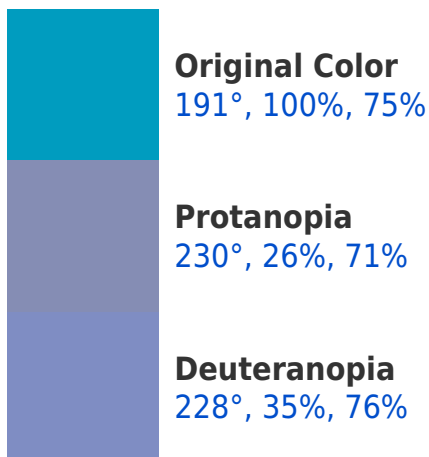 Original Color
191°, 100%, 75%
Protanopia
230°, 26%, 71%
Deuteranopia
228°, 35%, 76%